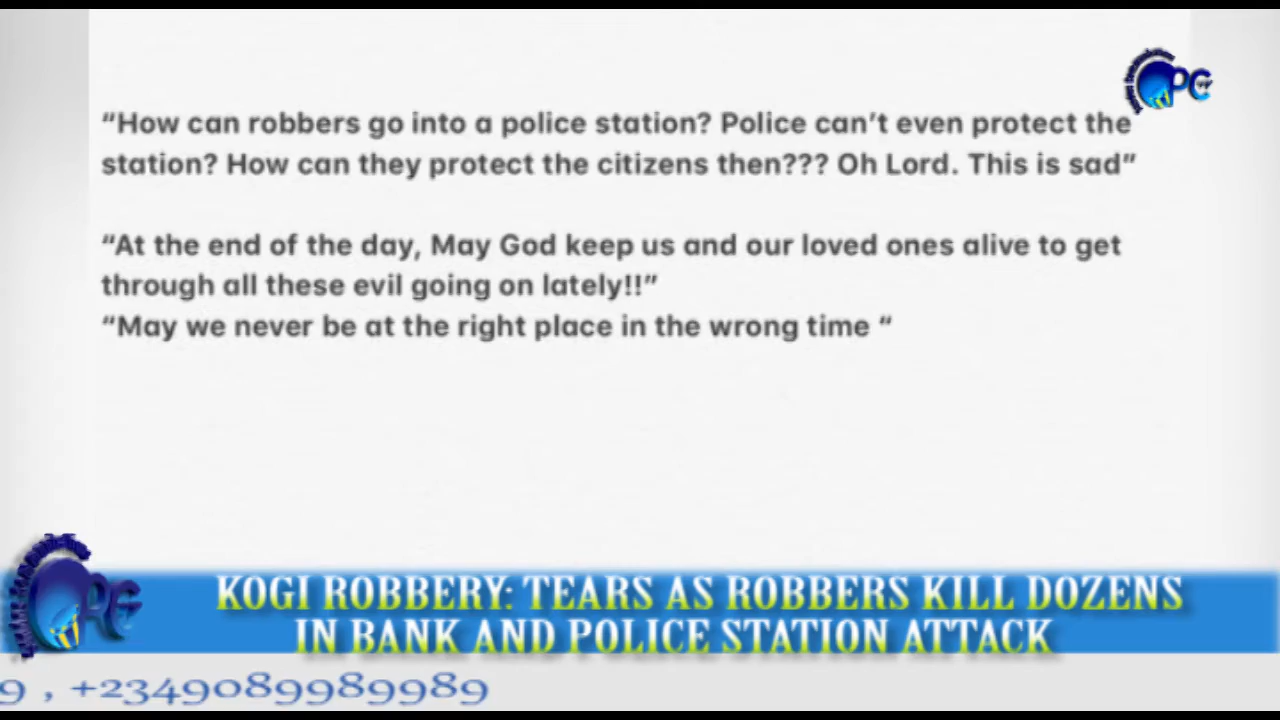 PC
“How can robbers go into a police station? Police can’t even protect the
station? How can they protect the citizens then??? Oh Lord. This is sad”
“At the end of the day, May God keep us and our loved ones alive to get
through all these evil going on lately!!”
“May we never be at the right place in the wrong time “
KOGI ROBBERY: TEARS AS ROBBERS KILL DOZENS
IN BANK AND POLICE STATION ATTACK
PC
9 , +2349089989989